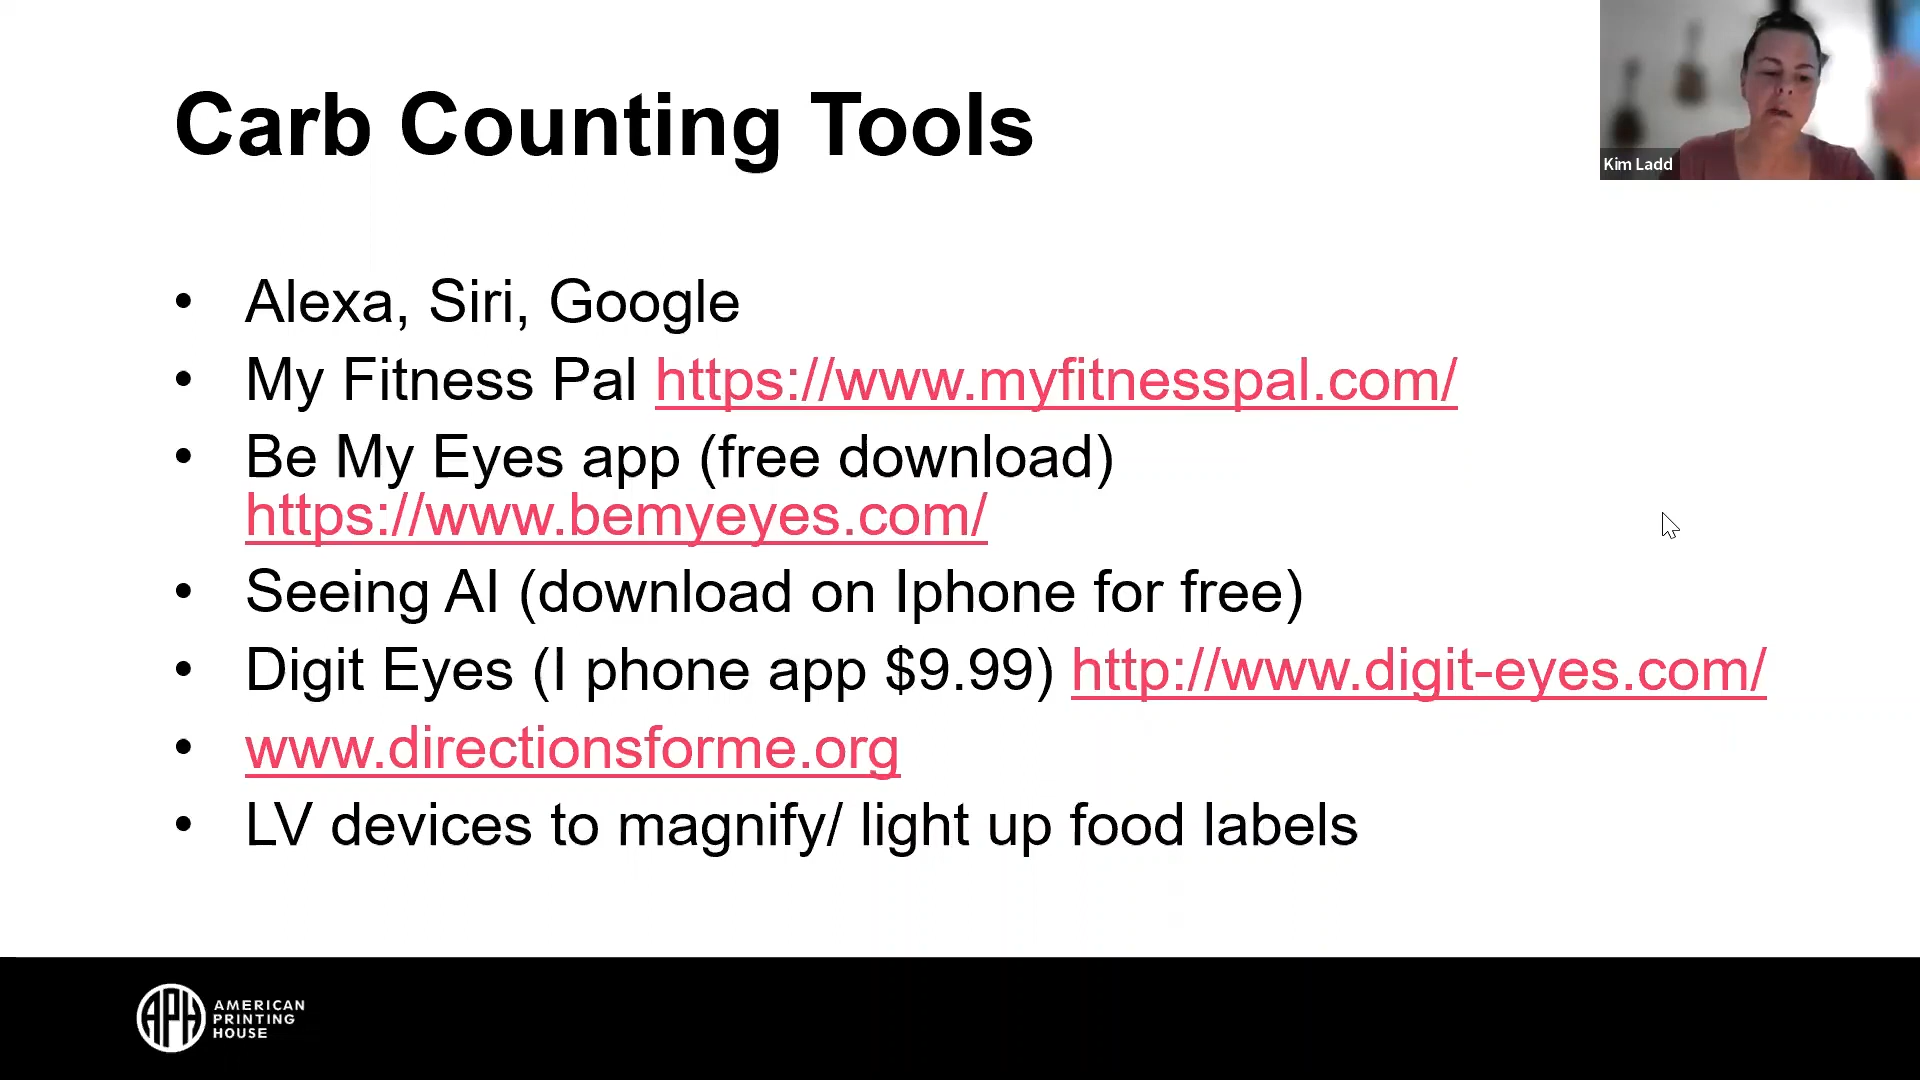 Carb Counting Tools
Kim Ladd
• Alexa, Siri, Google
• My Fitness Pal https://www.myfitnesspal.com/
• Be My Eyes app (free download)
https://www.bemyeyes.com/
• Seeing AI (download on Iphone for free)
• Digit Eyes (I phone app $9.99) http://www.digit-eyes.com/
• www.directionsforme.org
• LV devices to magnify/ light up food labels
APH
AMERICAN
PRINTING
HOUSE